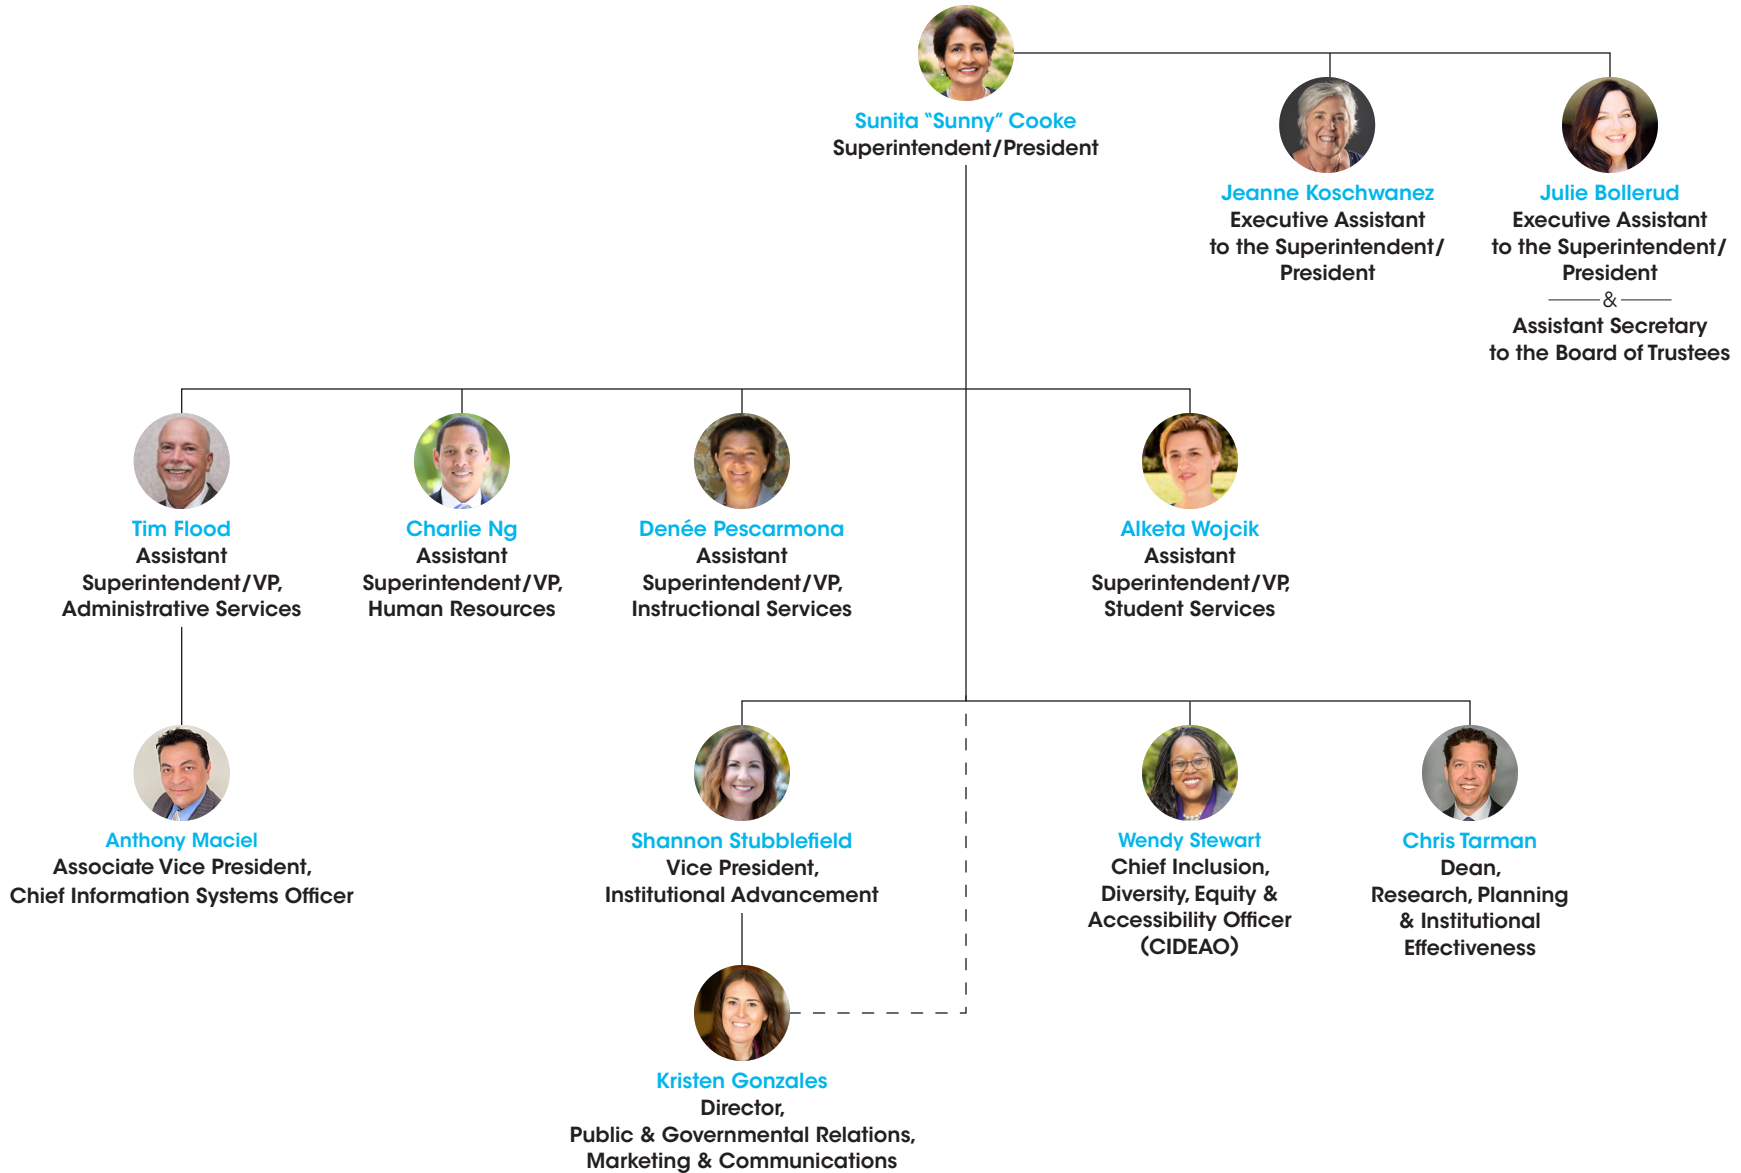 Sunita “Sunny” Cooke
Superintendent/President
Jeanne Koschwanez
Executive Assistant
to the Superintendent/
President
Julie Bollerud
Executive Assistant
to the Superintendent/
President
&
Assistant Secretary
to the Board of Trustees
Tim Flood
Assistant
Superintendent/VP,
Administrative Services
Charlie Ng
Assistant
Superintendent/VP,
Human Resources
Denée Pescarmona
Assistant
Superintendent/VP,
Instructional Services
Alketa Wojcik
Assistant
Superintendent/VP,
Student Services
Anthony Maciel
Associate Vice President,
Chief Information Systems Officer
Shannon Stubblefield
Vice President,
Institutional Advancement
Wendy Stewart
Chief Inclusion,
Diversity, Equity &
Accessibility Officer
(CIDEAO)
Chris Tarman
Dean,
Research, Planning
& Institutional
Effectiveness
Kristen Gonzales
Director,
Public & Governmental Relations,
Marketing & Communications